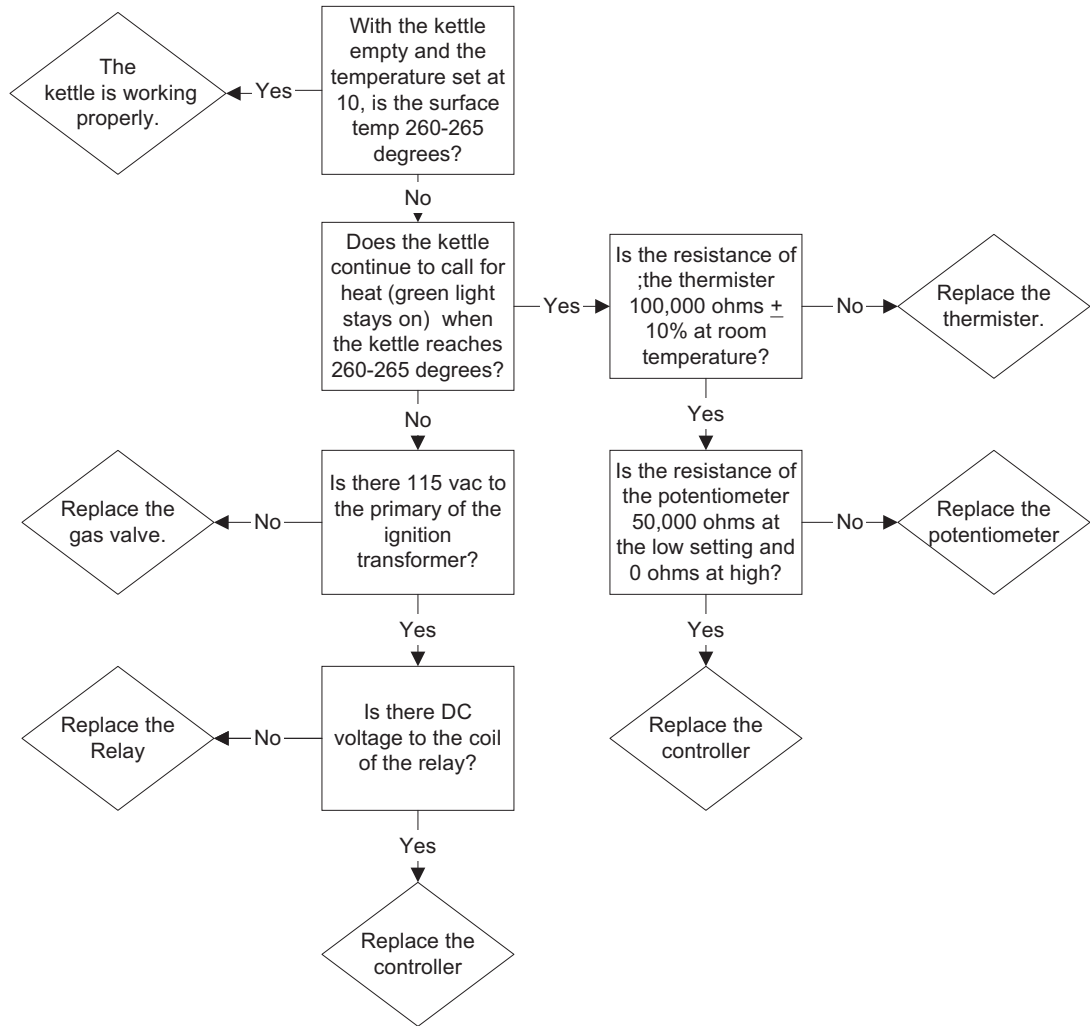 With the kettle
empty and the
temperature set at
10, is the surface
temp 260-265
degrees?
Yes
The
kettle is working
properly.
No
Does the kettle
continue to call for
heat (green light
stays on) when
the kettle reaches
260-265 degrees?
Yes
Is the resistance of
;the thermister
100,000 ohms ±
10% at room
temperature?
No
Replace the
thermister.
No
Yes
Is there 115 vac to
the primary of the
ignition
transformer?
No
Replace the
gas valve.
Is the resistance of
the potentiometer
50,000 ohms at
the low setting and
0 ohms at high?
No
Replace the
potentiometer
Yes
Yes
Is there DC
voltage to the coil
of the relay?
No
Replace the
Relay
Replace the
controller
Yes
Replace the
controller